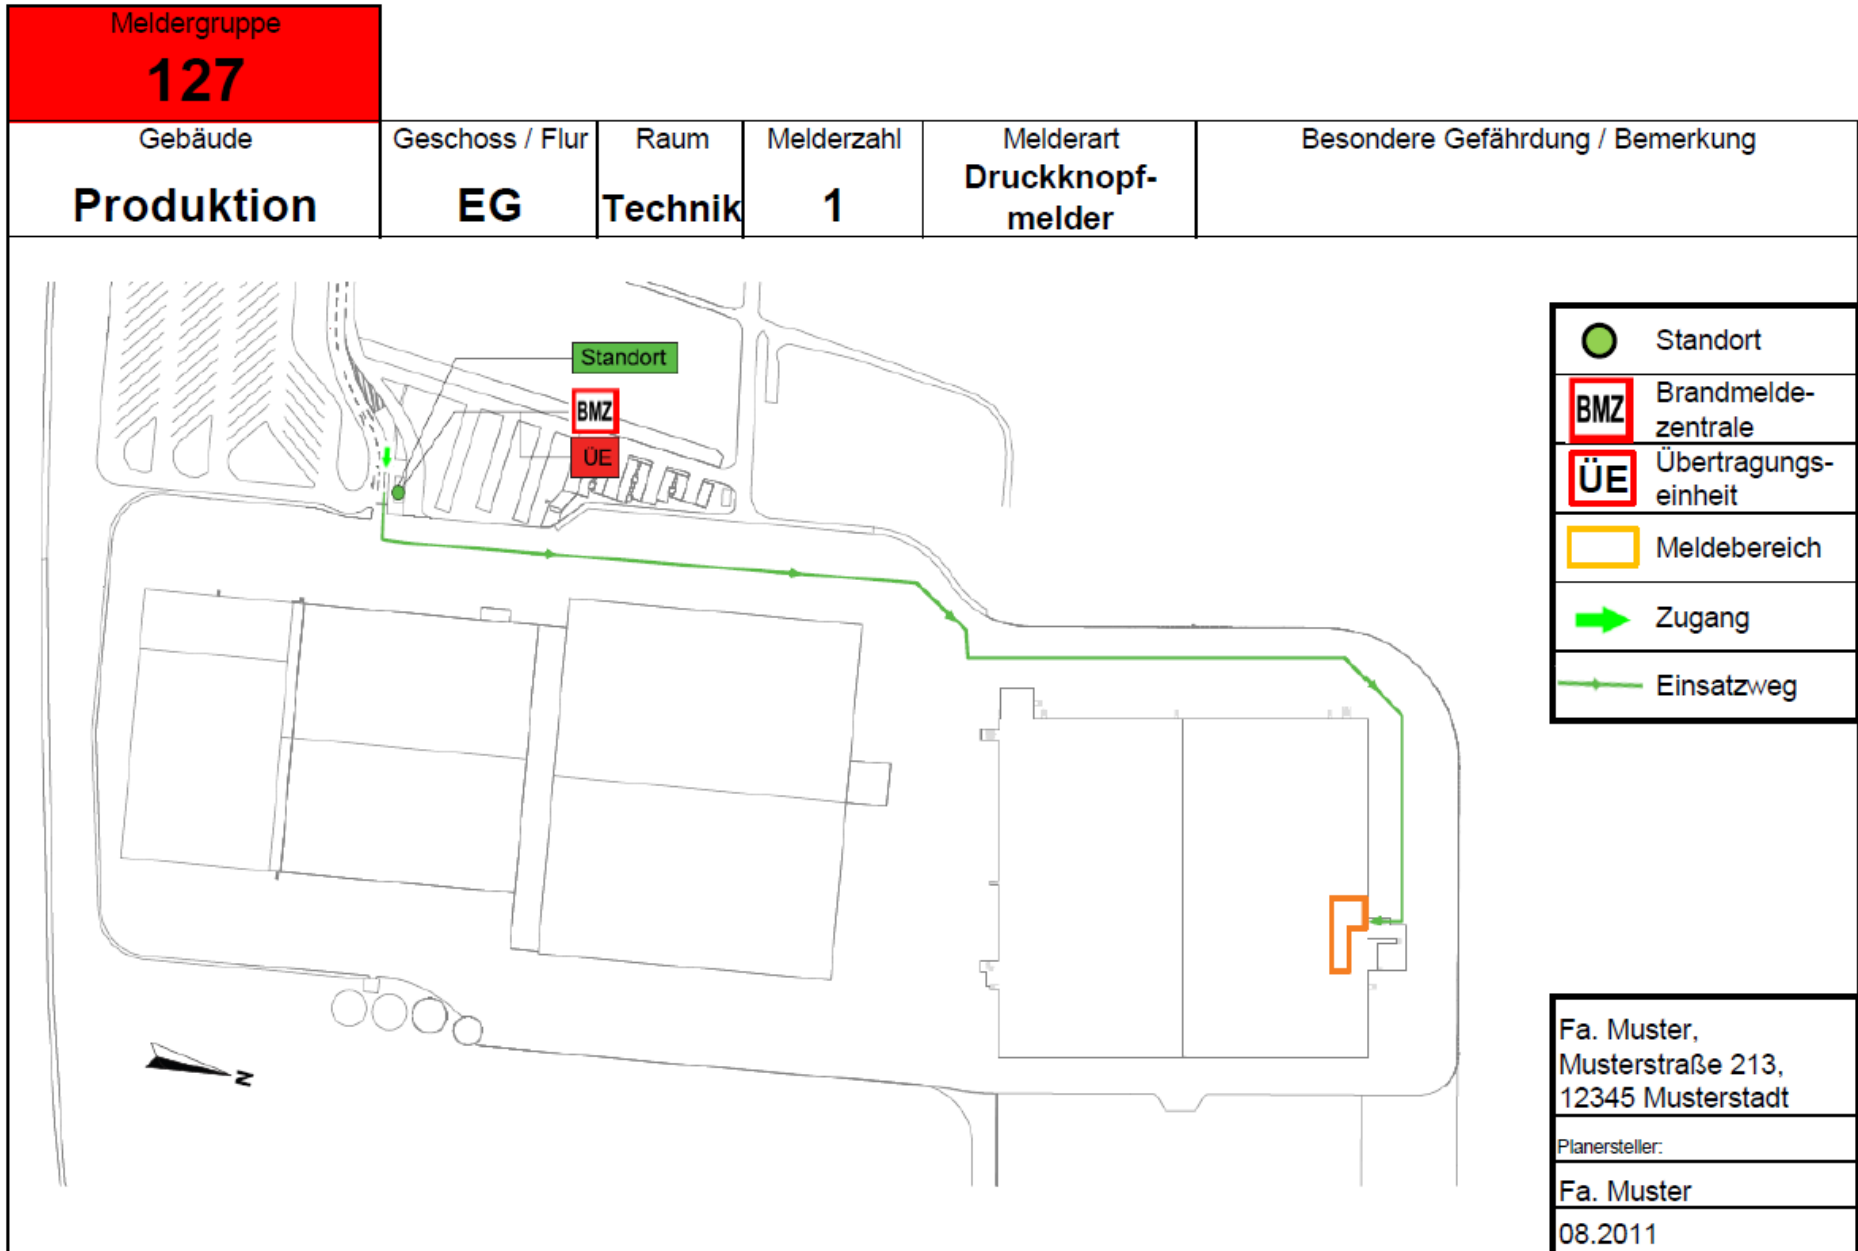 Meldergruppe
127
Gebäude
Produktion
Geschoss / Flur
EG
Raum
Technik
Melderzahl
1
Melderart
Druckknopf-
melder
Besondere Gefährdung / Bemerkung
Standort
BMZ
ÜE
Standort
BMZ
Brandmelde-
zentrale
ÜE
Übertragungs-
einheit
Meldebereich
Zugang
Einsatzweg
N
Fa. Muster,
Musterstraße 213,
12345 Musterstadt
Planersteller:
Fa. Muster
08.2011